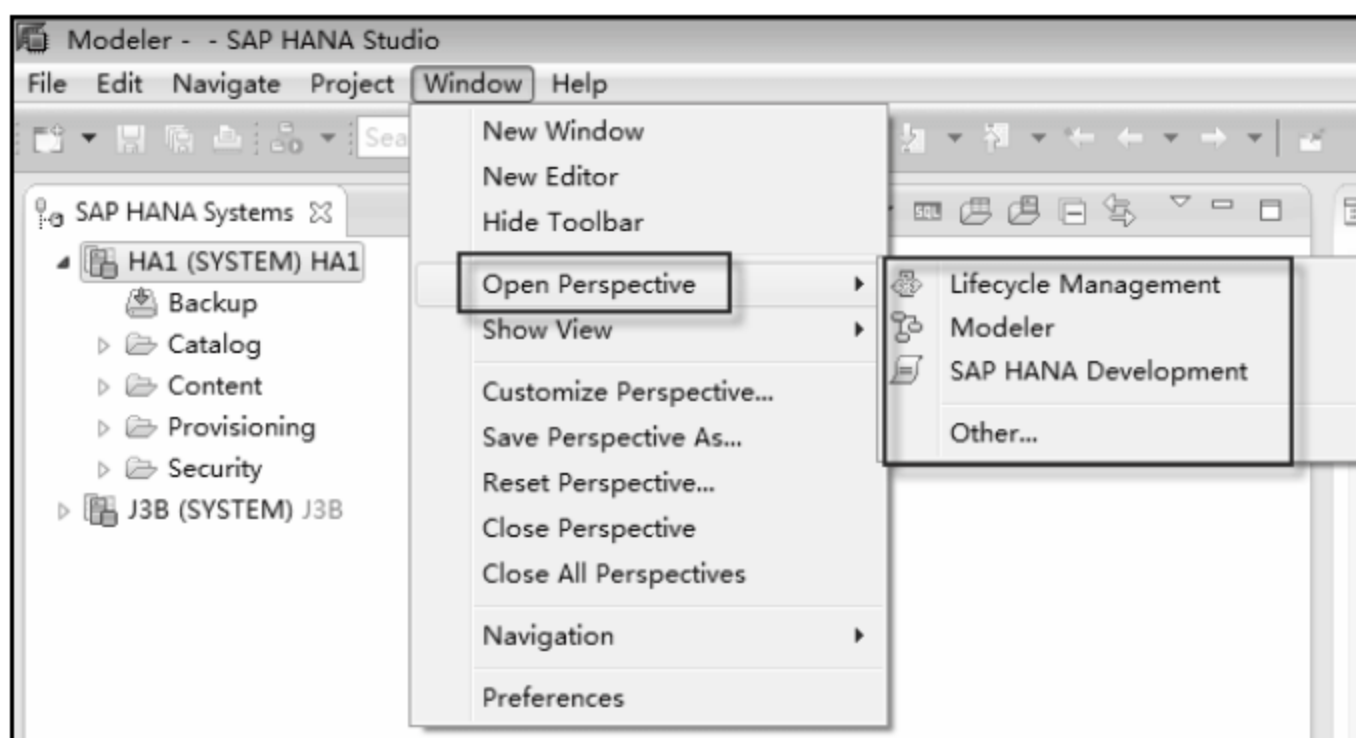 Modeler - - SAP HANA Studio
File Edit Navigate Project Window Help
SAP HANA Systems
HA1 (SYSTEM) HA1
Backup
Catalog
Content
Provisioning
Security
J3B (SYSTEM) J3B
New Window
New Editor
Hide Toolbar
Open Perspective
Show View
Customize Perspective...
Save Perspective As...
Reset Perspective...
Close Perspective
Close All Perspectives
Navigation
Preferences
SQL
Lifecycle Management
Modeler
SAP HANA Development
Other...